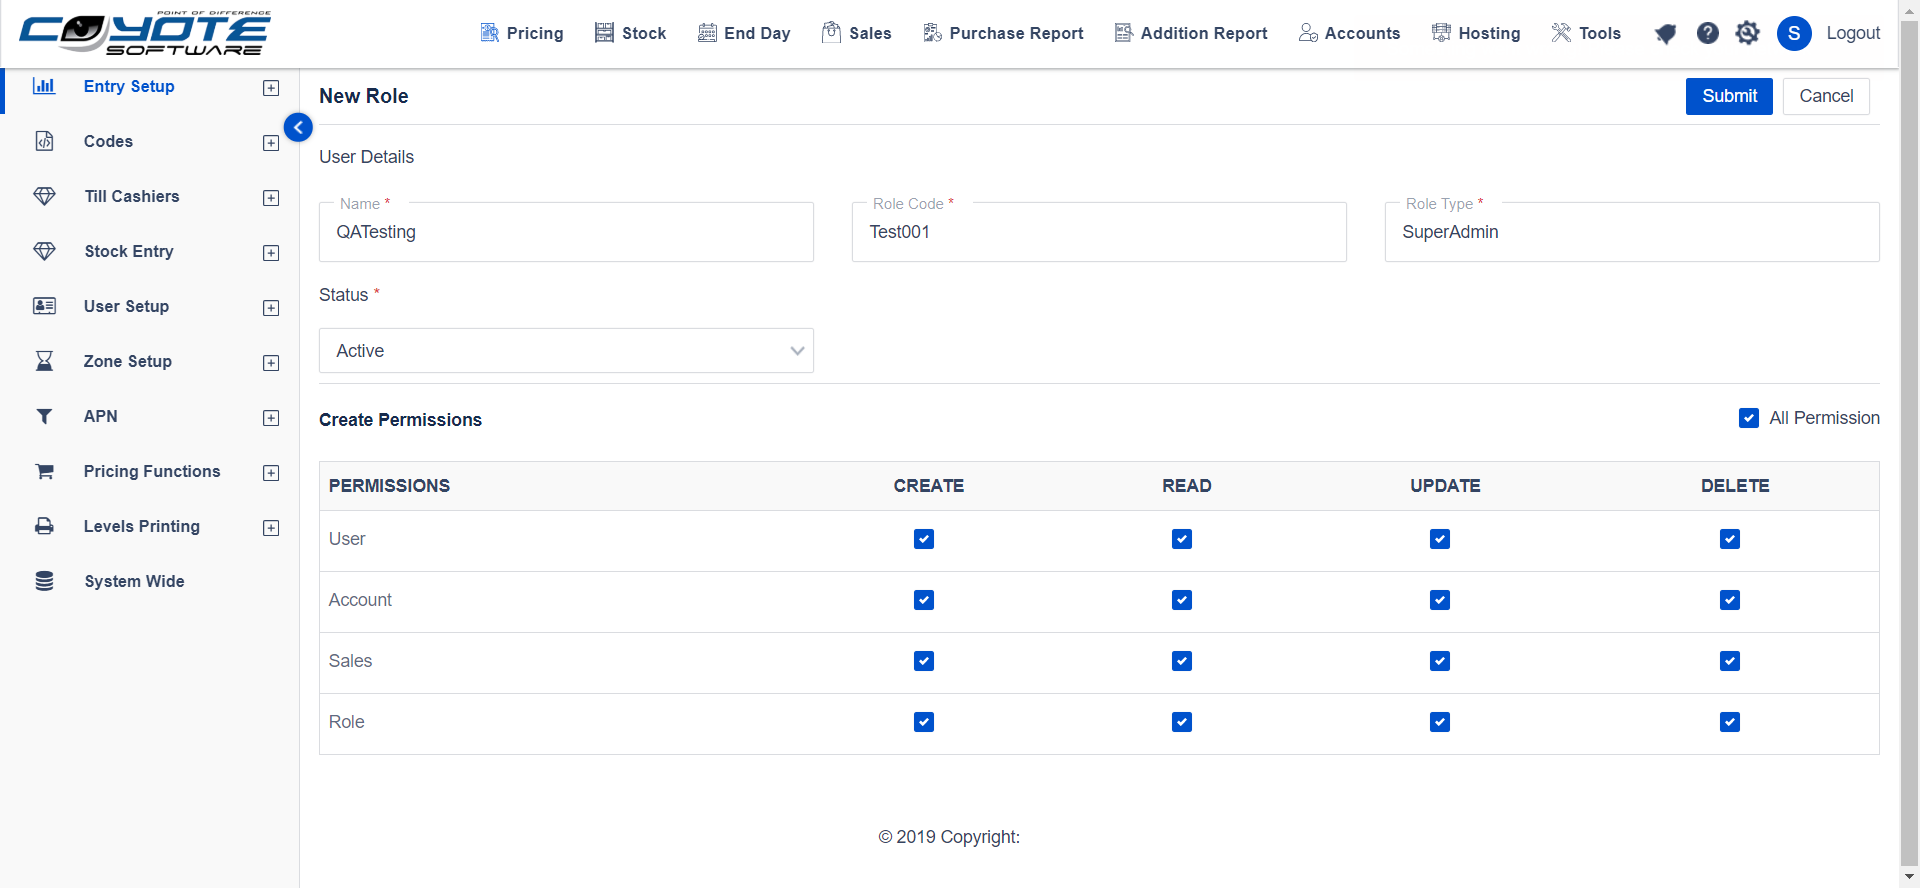 POINT OF DIFFERENCE
COYOTE
SOFTWARE
Pricing
Stock
End Day
Sales
Purchase Report
Addition Report
Accounts
Hosting
Tools
S
Logout
Entry Setup
Codes
Till Cashiers
Stock Entry
User Setup
Zone Setup
APN
Pricing Functions
Levels Printing
System Wide
New Role
Submit
Cancel
User Details
Name *
QATesting
Role Code *
Test001
Role Type *
SuperAdmin
Status *
Active
Create Permissions
All Permission
PERMISSIONS CREATE READ UPDATE DELETE
User
Account
Sales
Role
© 2019 Copyright: